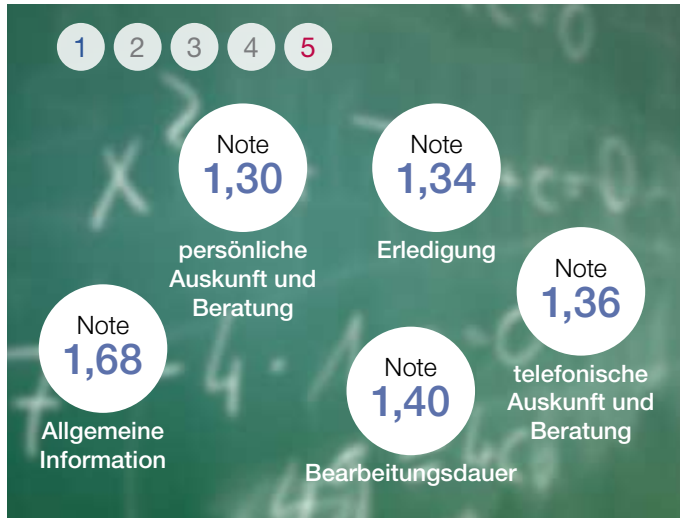 1 2 3 4 5
Note
1,30
persönliche
Auskunft und
Beratung
Note
1,34
Erledigung
Note
1,36
telefonische
Auskunft und
Beratung
Note
1,68
Allgemeine
Information
Note
1,40
Bearbeitungsdauer